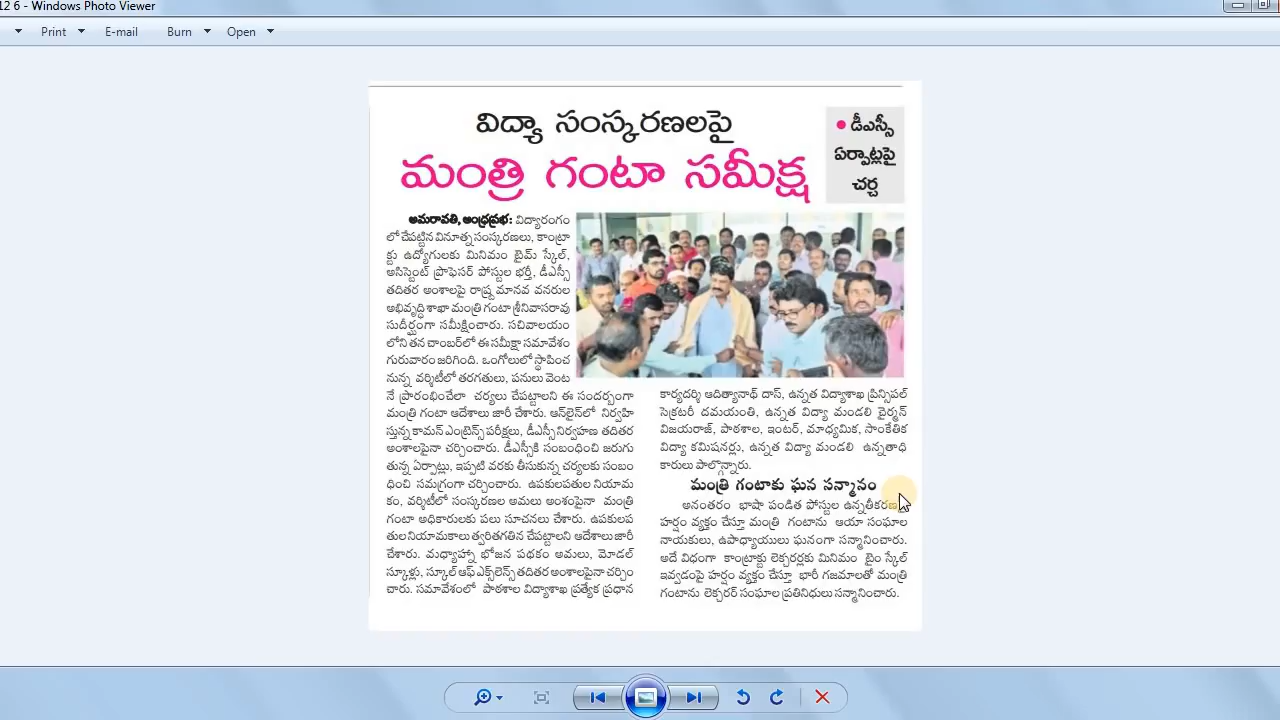 12 6 - Windows Photo Viewer
Print
E-mail
Burn
Open
విద్యా సంస్కరణలపై
మంత్రి గంటా సమీక్ష
• డీఎస్సీ
ఏర్పాట్లపై
చర్చ
అమరావతి, ఆంధ్రప్రభ: విద్యారంగం
లో చేపట్టిన వినూత్న సంస్కరణలు, కాంట్రా
క్టు ఉద్యోగులకు మినిమం టైమ్ స్కేల్,
అసిస్టెంట్ ప్రొఫెసర్ పోస్టుల భర్తీ, డీఎస్సీ
తదితర అంశాలపై రాష్ట్ర మానవ వనరుల
అభివృద్ధి శాఖా మంత్రి గంటా శ్రీనివాసరావు
సుదీర్ఘంగా సమీక్షించారు. సచివాలయం
లోని తన చాంబర్‌లో ఈ సమీక్షా సమావేశం
గురువారం జరిగింది. ఒంగోలులో స్థాపించ
నున్న వర్శిటీలో తరగతులు, పనులు వెంట
నే ప్రారంభించేలా చర్యలు చేపట్టాలని ఈ సందర్భంగా
మంత్రి గంటా ఆదేశాలు జారీ చేశారు. ఆన్‌లైన్‌లో నిర్వహి
స్తున్న కామన్ ఎంట్రెన్స్ పరీక్షలు, డీఎస్సీ నిర్వహణ తదితర
అంశాలపైనా చర్చించారు. డీఎస్సీకి సంబంధించి జరుగు
తున్న ఏర్పాట్లు, ఇప్పటి వరకు తీసుకున్న చర్యలకు సంబం
ధించి సమగ్రంగా చర్చించారు. ఉపకులపతుల నియామ
కం, వర్శిటీలో సంస్కరణల అమలు అంశంపైనా మంత్రి
గంటా అధికారులకు పలు సూచనలు చేశారు. ఉపకులప
తుల నియామకాలు త్వరితగతిన చేపట్టాలని ఆదేశాలు జారీ
చేశారు. మధ్యాహ్నా భోజన పథకం అమలు, మోడల్
స్కూళ్లు, స్కూల్ ఆఫ్ ఎక్స్‌లెన్స్ తదితర అంశాలపైనా చర్చిం
చారు. సమావేశంలో పాఠశాల విద్యాశాఖ ప్రత్యేక ప్రధాన
కార్యదర్శి ఆదిత్యానాథ్ దాస్, ఉన్నత విద్యాశాఖ ప్రిన్సిపల్
సెక్రటరీ దమయంతి, ఉన్నత విద్యా మండలి ఛైర్మన్
విజయరాజ్, పాఠశాల, ఇంటర్, మాధ్యమిక, సాంకేతిక
విద్యా కమిషనర్లు, ఉన్నత విద్యా మండలి ఉన్నతాధి
కారులు పాల్గొన్నారు.
మంత్రి గంటాకు ఘన సన్మానం
అనంతరం భాషా పండిత పోస్టుల ఉన్నతీకరణపై
హర్షం వ్యక్తం చేస్తూ మంత్రి గంటాను ఆయా సంఘాల
నాయకులు, ఉపాధ్యాయులు ఘనంగా సన్మానించారు.
అదే విధంగా కాంట్రాక్టు లెక్చరర్లకు మినిమం టైం స్కేల్
ఇవ్వడంపై హర్షం వ్యక్తం చేస్తూ భారీ గజమాలతో మంత్రి
గంటాను లెక్చరర్ సంఘాల ప్రతినిధులు సన్మానించారు.